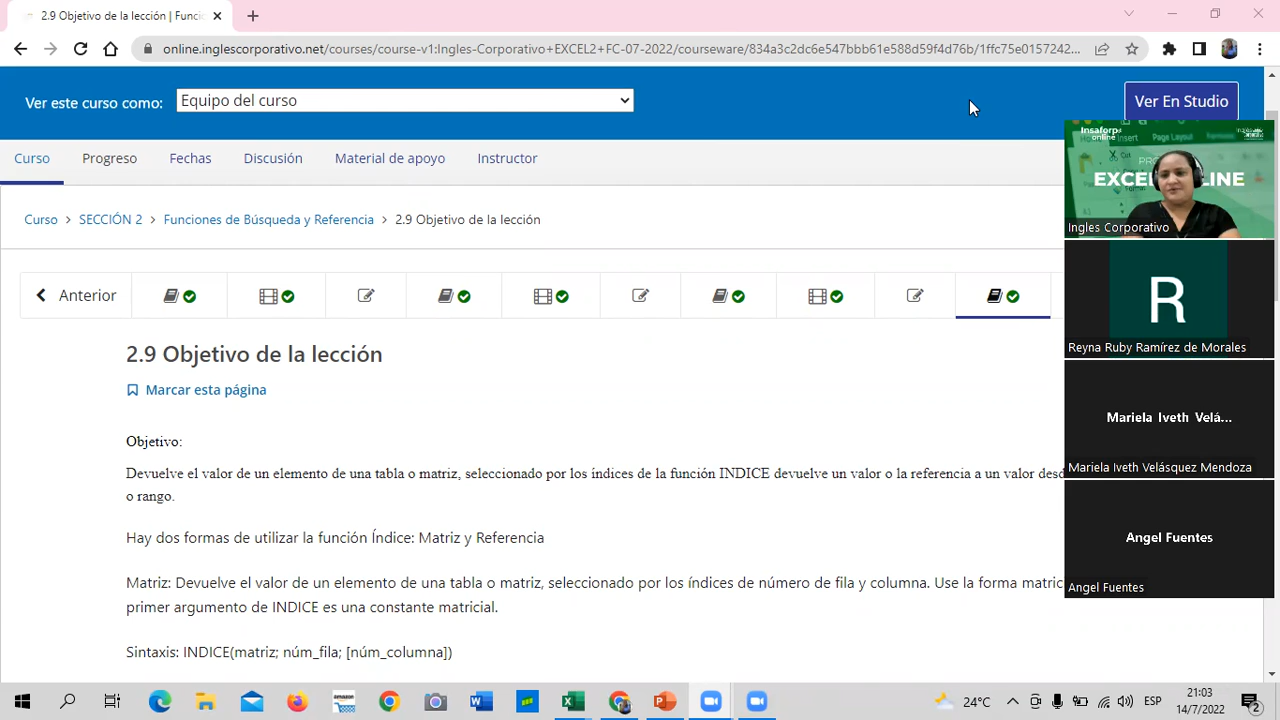 2.9 Objetivo de la lección | Funci
online.inglescorporativo.net/courses/course-v1:Ingles-Corporativo+EXCEL2+FC-07-2022/courseware/834a3c2dc6e547bbb61e588d59f4d76b/1ffc75e0157242...
Ver este curso como:
Equipo del curso
Ver En Studio
Curso
Progreso
Fechas
Discusión
Material de apoyo
Instructor
Curso > SECCIÓN 2 > Funciones de Búsqueda y Referencia > 2.9 Objetivo de la lección
Anterior
2.9 Objetivo de la lección
Marcar esta página
Objetivo:
Devuelve el valor de un elemento de una tabla o matriz, seleccionado por los índices de la función INDICE devuelve un valor o la referencia a un valor desd
o rango.
Hay dos formas de utilizar la función Índice: Matriz y Referencia
Matriz: Devuelve el valor de un elemento de una tabla o matriz, seleccionado por los índices de número de fila y columna. Use la forma matric
primer argumento de INDICE es una constante matricial.
Sintaxis: INDICE(matriz; núm_fila; [núm_columna])
Insaforp
online
Insert
Page Layout
Cut
Ingles Corporativo
R
Reyna Ruby Ramírez de Morales
Mariela Iveth Velá...
Mariela Iveth Velásquez Mendoza
Angel Fuentes
Angel Fuentes
24°C
ESP
21:03
14/7/2022
2